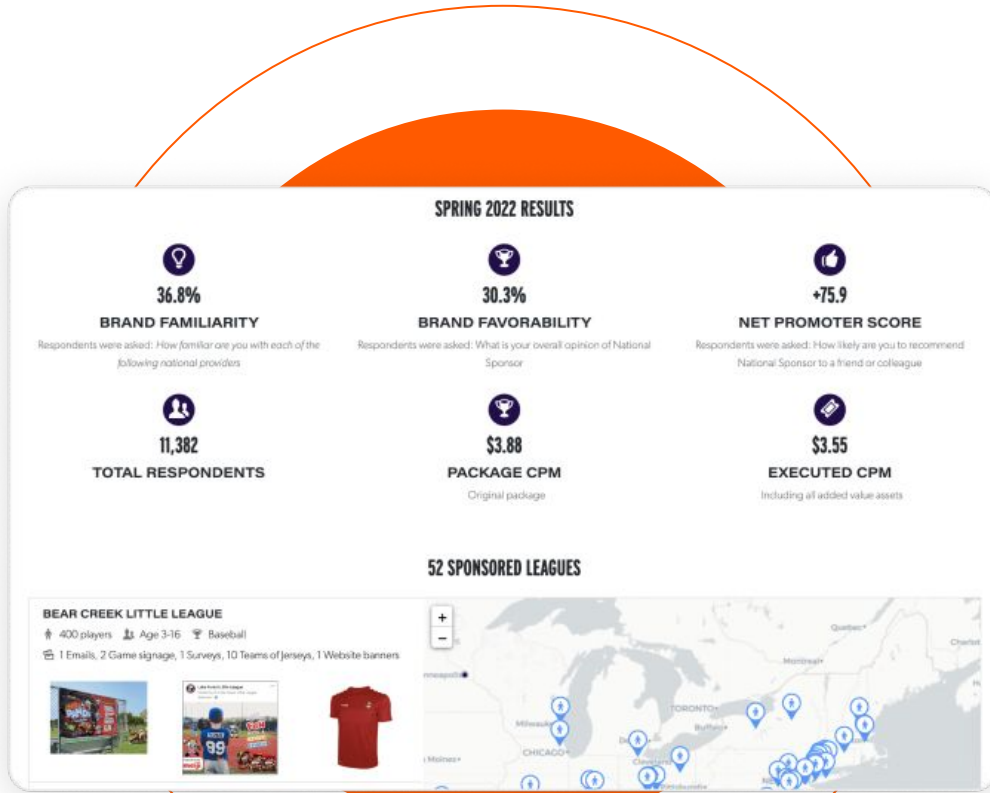 SPRING 2022 RESULTS
36.8%
BRAND FAMILIARITY
Respondents were asked: How familiar are you with each of the
following national providers
30.3%
BRAND FAVORABILITY
Respondents were asked: What is your overall opinion of National
Sponsor
+75.9
NET PROMOTER SCORE
Respondents were asked: How likely are you to recommend
National Sponsor to a friend or colleague
11,382
TOTAL RESPONDENTS
$3.88
PACKAGE CPM
Original package
$3.55
EXECUTED CPM
Including all added value assets
52 SPONSORED LEAGUES
BEAR CREEK LITTLE LEAGUE
400 players Age 3-16 Baseball
1 Emails, 2 Game signage, 1 Surveys, 10 Teams of Jerseys, 1 Website banners
89
+
−
Quebec
Montreal
TORONTO
Buffalo
CHICAGO
Cleveland